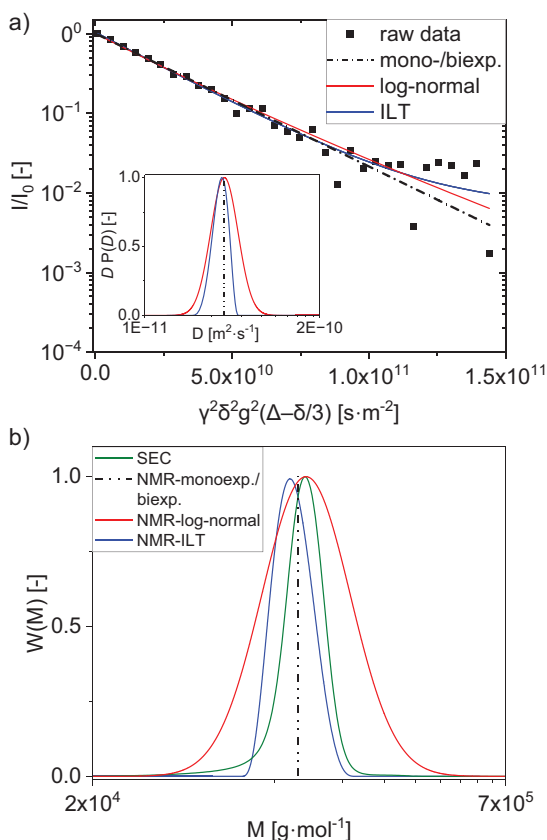 a)
10⁰
10⁻¹
10⁻²
10⁻³
10⁻⁴
I/I₀ [-]
raw data
mono-/biexp.
log-normal
ILT
1.0
0.5
0.0
D P(D) [-]
1E-11
D [m²·s⁻¹]
2E-10
0.0
5.0x10¹⁰
1.0x10¹¹
1.5x10¹¹
γ²δ²g²(Δ–δ/3) [s·m⁻²]
b)
SEC
NMR-monoexp./
biexp.
NMR-log-normal
NMR-ILT
1.0
0.5
0.0
W(M) [-]
2x10⁴
M [g·mol⁻¹]
7x10⁵